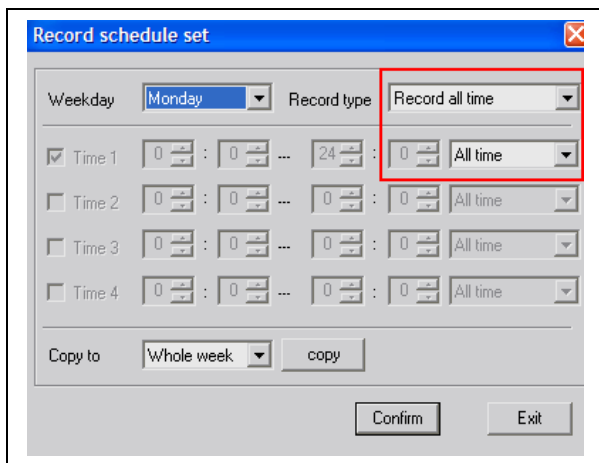 Record schedule set
Weekday Monday Record type Record all time
Time 1 0 : 0 ... 24 : 0 All time
Time 2 0 : 0 ... 0 : 0 All time
Time 3 0 : 0 ... 0 : 0 All time
Time 4 0 : 0 ... 0 : 0 All time
Copy to Whole week copy
Confirm Exit